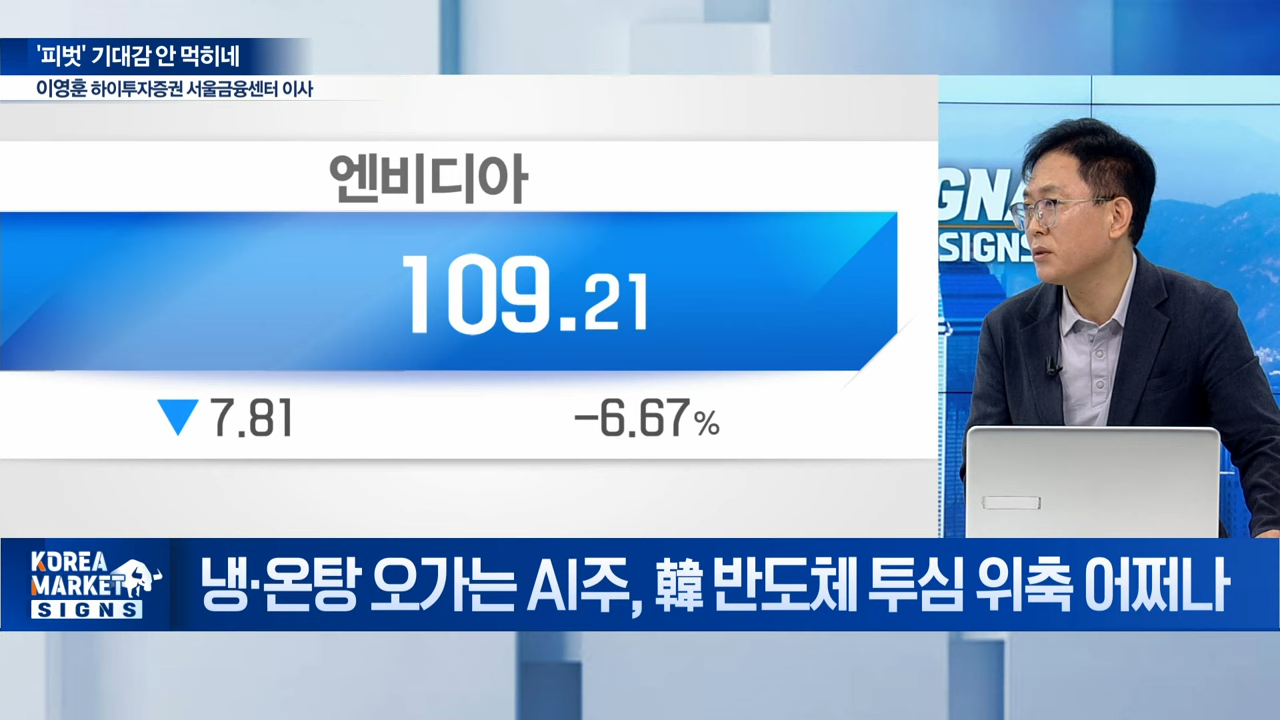 '피벗' 기대감 안 먹히네
이영훈 하이투자증권 서울금융센터 이사
엔비디아
109.21
▼ 7.81 -6.67%
SIGNS
KOREA
MARKET
SIGNS
냉·온탕 오가는 AI주, 韓 반도체 투심 위축 어쩌나